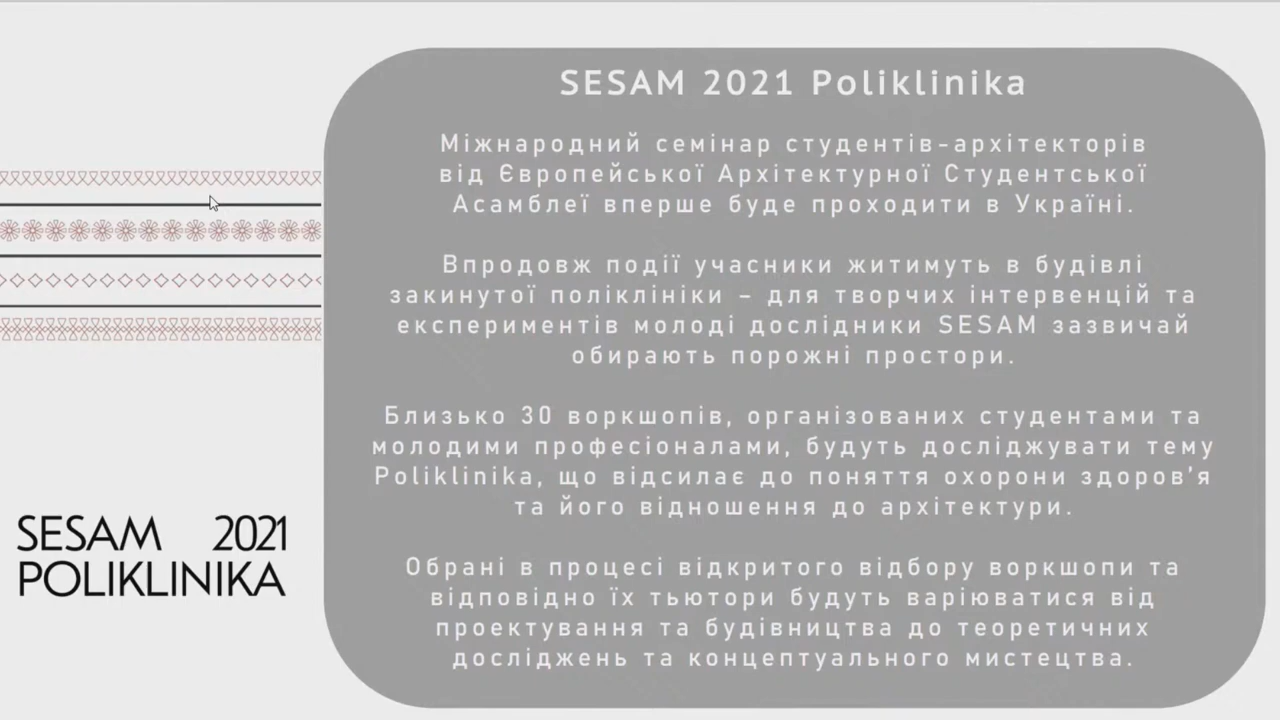 SESAM 2021 Poliklinika
Міжнародний семінар студентів-архітекторів
від Європейської Архітектурної Студентської
Асамблеї вперше буде проходити в Україні.
Впродовж події учасники житимуть в будівлі
закинутої поліклініки – для творчих інтервенцій та
експериментів молоді дослідники SESAM зазвичай
обирають порожні простори.
Близько 30 воркшопів, організованих студентами та
молодими професіоналами, будуть досліджувати тему
Poliklinika, що відсилає до поняття охорони здоров’я
та його відношення до архітектури.
Обрані в процесі відкритого відбору воркшопи та
відповідно їх тьютори будуть варіюватися від
проектування та будівництва до теоретичних
досліджень та концептуального мистецтва.
SESAM 2021
POLIKLINIKA